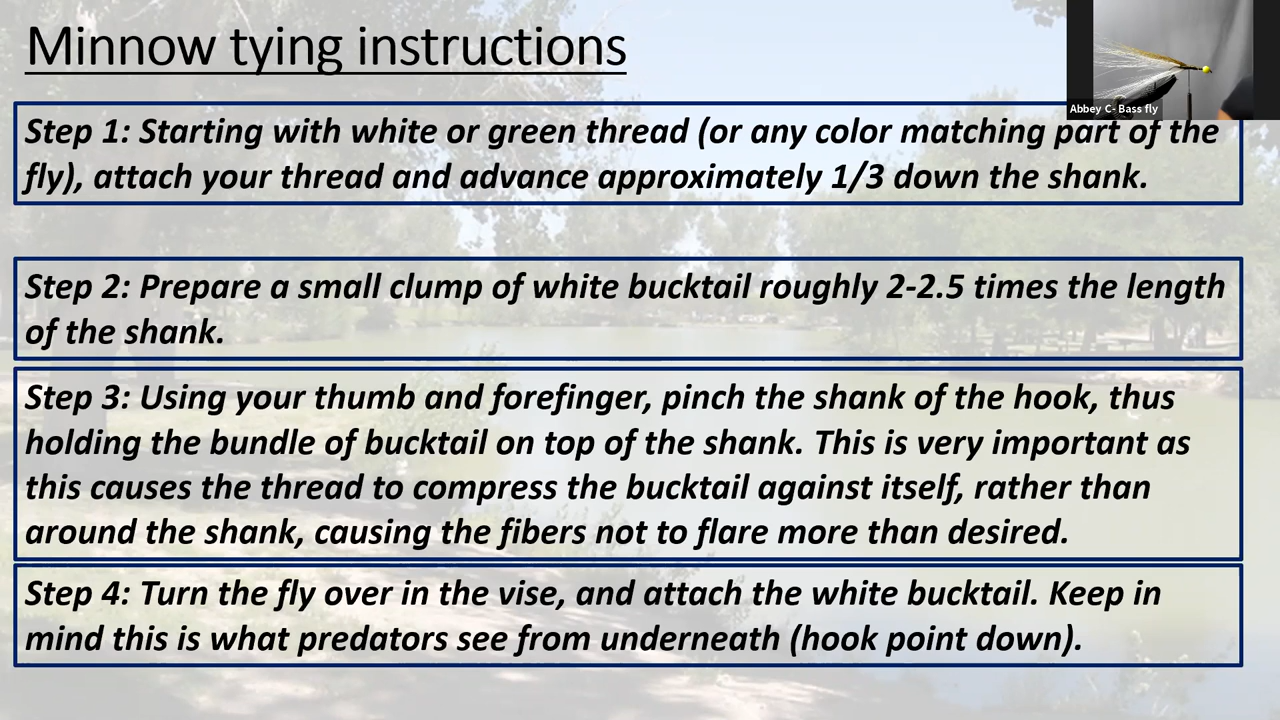 Minnow tying instructions
Abbey C- Bass fly
Step 1: Starting with white or green thread (or any color matching part of the
fly), attach your thread and advance approximately 1/3 down the shank.
Step 2: Prepare a small clump of white bucktail roughly 2-2.5 times the length
of the shank.
Step 3: Using your thumb and forefinger, pinch the shank of the hook, thus
holding the bundle of bucktail on top of the shank. This is very important as
this causes the thread to compress the bucktail against itself, rather than
around the shank, causing the fibers not to flare more than desired.
Step 4: Turn the fly over in the vise, and attach the white bucktail. Keep in
mind this is what predators see from underneath (hook point down).